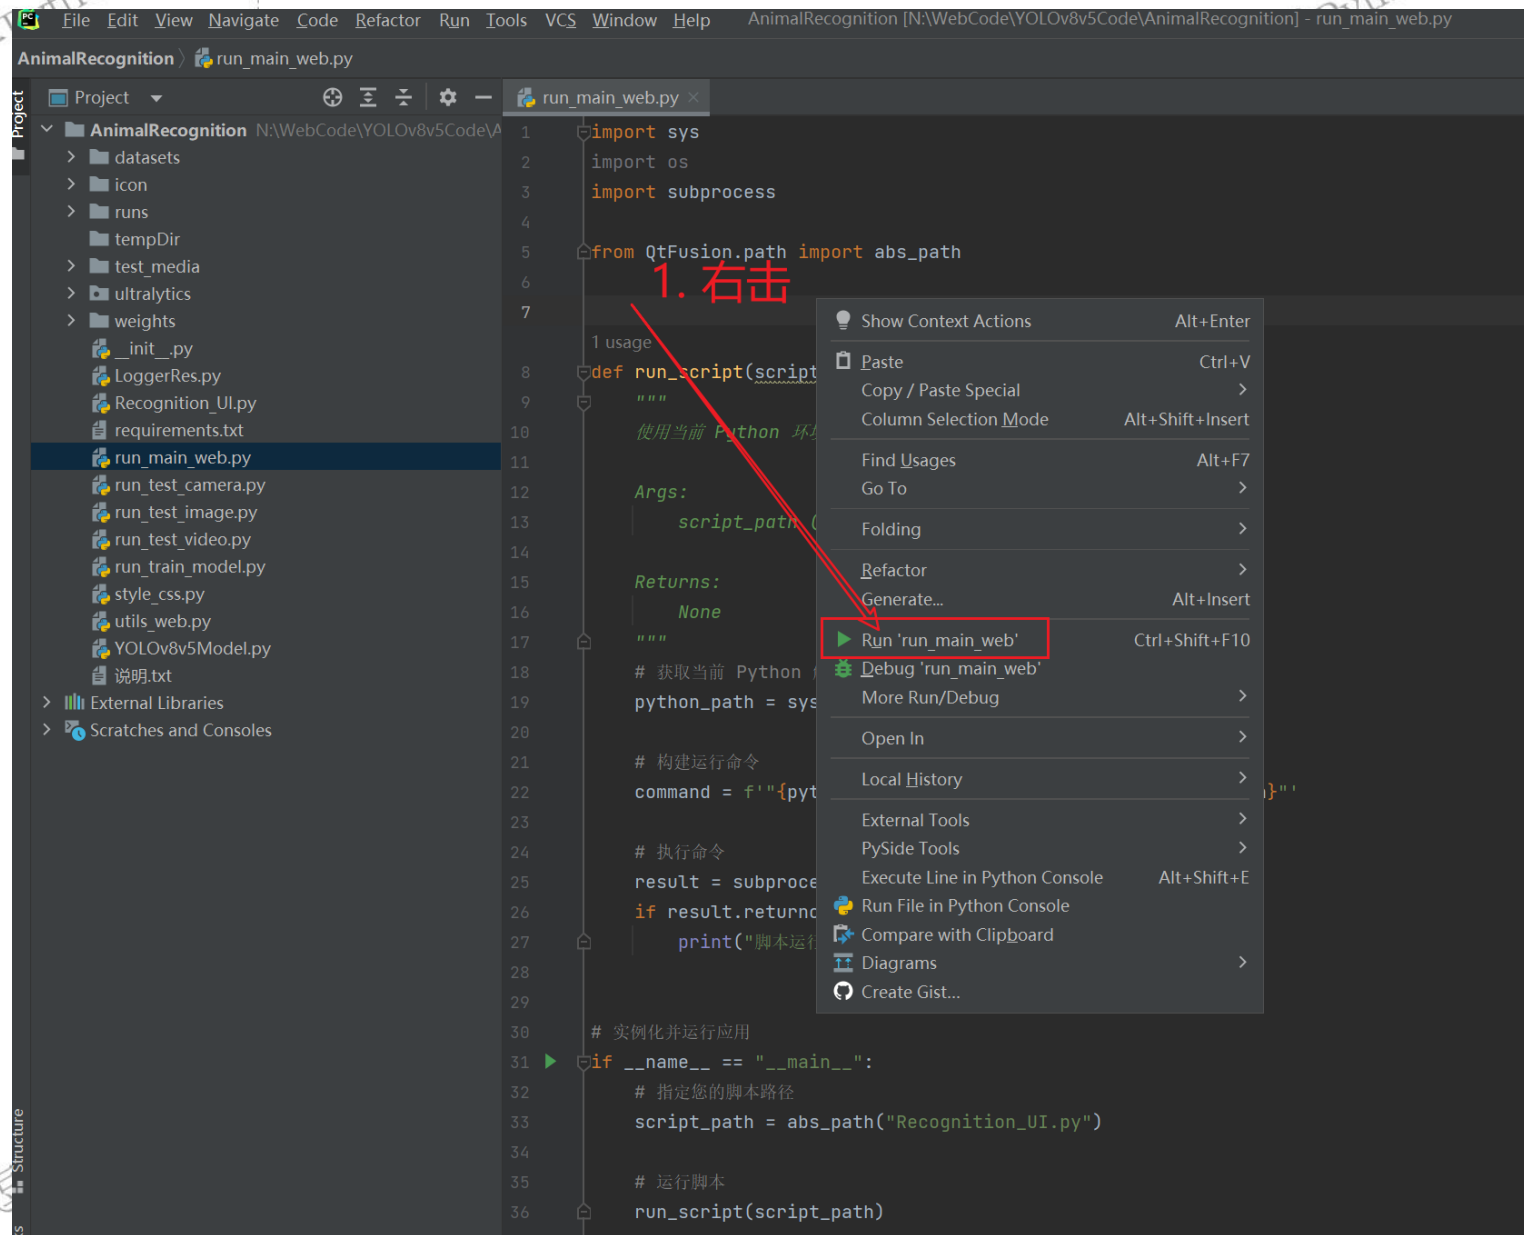 File Edit View Navigate Code Refactor Run Tools VCS Window Help AnimalRecognition [N:\WebCode\YOLOv8v5Code\AnimalRecognition] - run_main_web.py
AnimalRecognition run_main_web.py
Project
Project
run_main_web.py
AnimalRecognition N:\WebCode\YOLOv8v5Code\A
datasets
icon
runs
tempDir
test_media
ultralytics
weights
__init__.py
LoggerRes.py
Recognition_UI.py
requirements.txt
run_main_web.py
run_test_camera.py
run_test_image.py
run_test_video.py
run_train_model.py
style_css.py
utils_web.py
YOLOv8v5Model.py
说明.txt
External Libraries
Scratches and Consoles
Structure
1 import sys
2 import os
3 import subprocess
4
5 from QtFusion.path import abs_path
6
1. 右击
7
1 usage
8 def run_script(script
9 """
10 使用当前 Python 环
11
12 Args:
13 script_path (
14
15 Returns:
16 None
17 """
18 # 获取当前 Python
19 python_path = sys
20
21 # 构建运行命令
22 command = f'"{pyt }"'
23
24 # 执行命令
25 result = subproce
26 if result.returnc
27 print("脚本运行
28
29
30 # 实例化并运行应用
31 if __name__ == "__main__":
32 # 指定您的脚本路径
33 script_path = abs_path("Recognition_UI.py")
34
35 # 运行脚本
36 run_script(script_path)
Show Context Actions Alt+Enter
Paste Ctrl+V
Copy / Paste Special
Column Selection Mode Alt+Shift+Insert
Find Usages Alt+F7
Go To
Folding
Refactor
Generate... Alt+Insert
Run 'run_main_web' Ctrl+Shift+F10
Debug 'run_main_web'
More Run/Debug
Open In
Local History
External Tools
PySide Tools
Execute Line in Python Console Alt+Shift+E
Run File in Python Console
Compare with Clipboard
Diagrams
Create Gist...